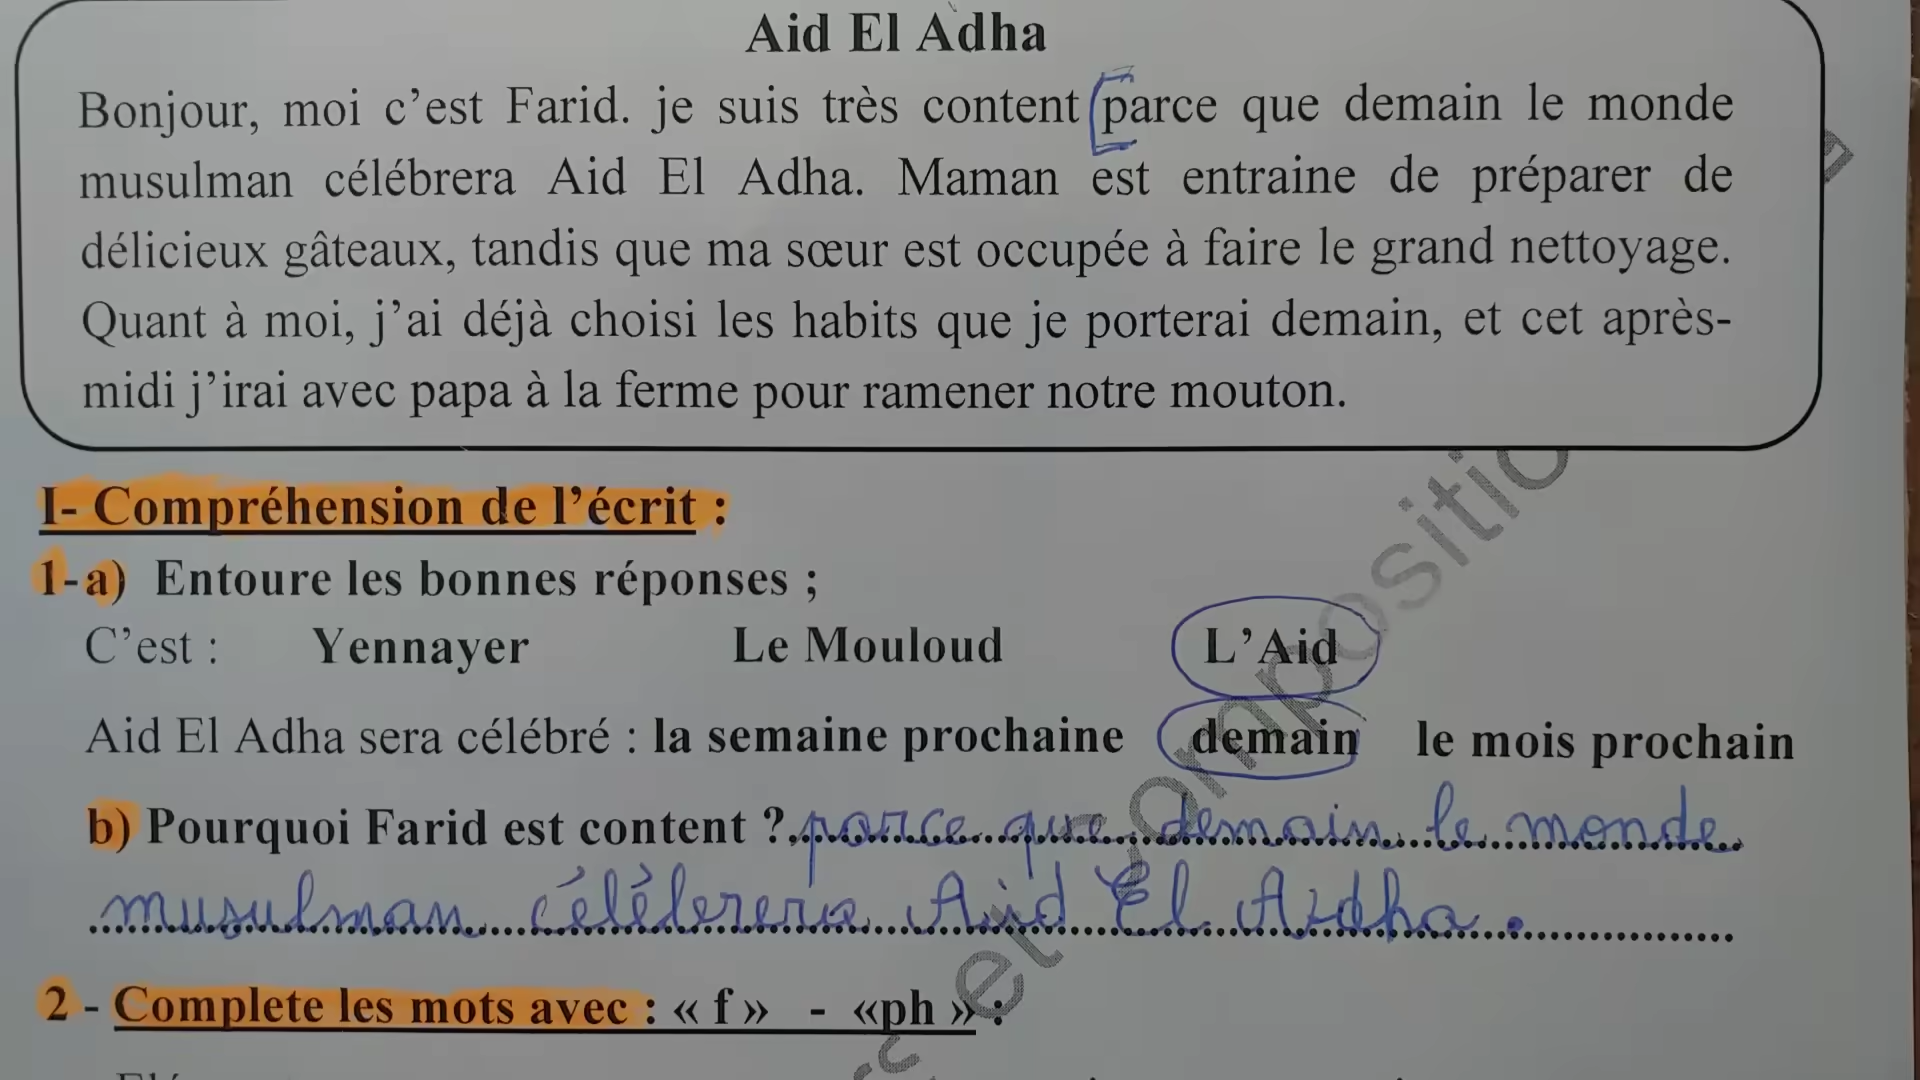 Aid El Adha
Bonjour, moi c’est Farid. je suis très content parce que demain le monde
musulman célébrera Aid El Adha. Maman est entraine de préparer de
délicieux gâteaux, tandis que ma sœur est occupée à faire le grand nettoyage.
Quant à moi, j’ai déjà choisi les habits que je porterai demain, et cet après-
midi j’irai avec papa à la ferme pour ramener notre mouton.
I- Compréhension de l’écrit :
1-a) Entoure les bonnes réponses ;
C’est : Yennayer Le Mouloud L’Aid
Aid El Adha sera célébré : la semaine prochaine demain le mois prochain
b) Pourquoi Farid est content ? parce que demain le monde
musulman célèbrera Aid El Adha.
2 - Complete les mots avec : « f » - «ph » :
et composition